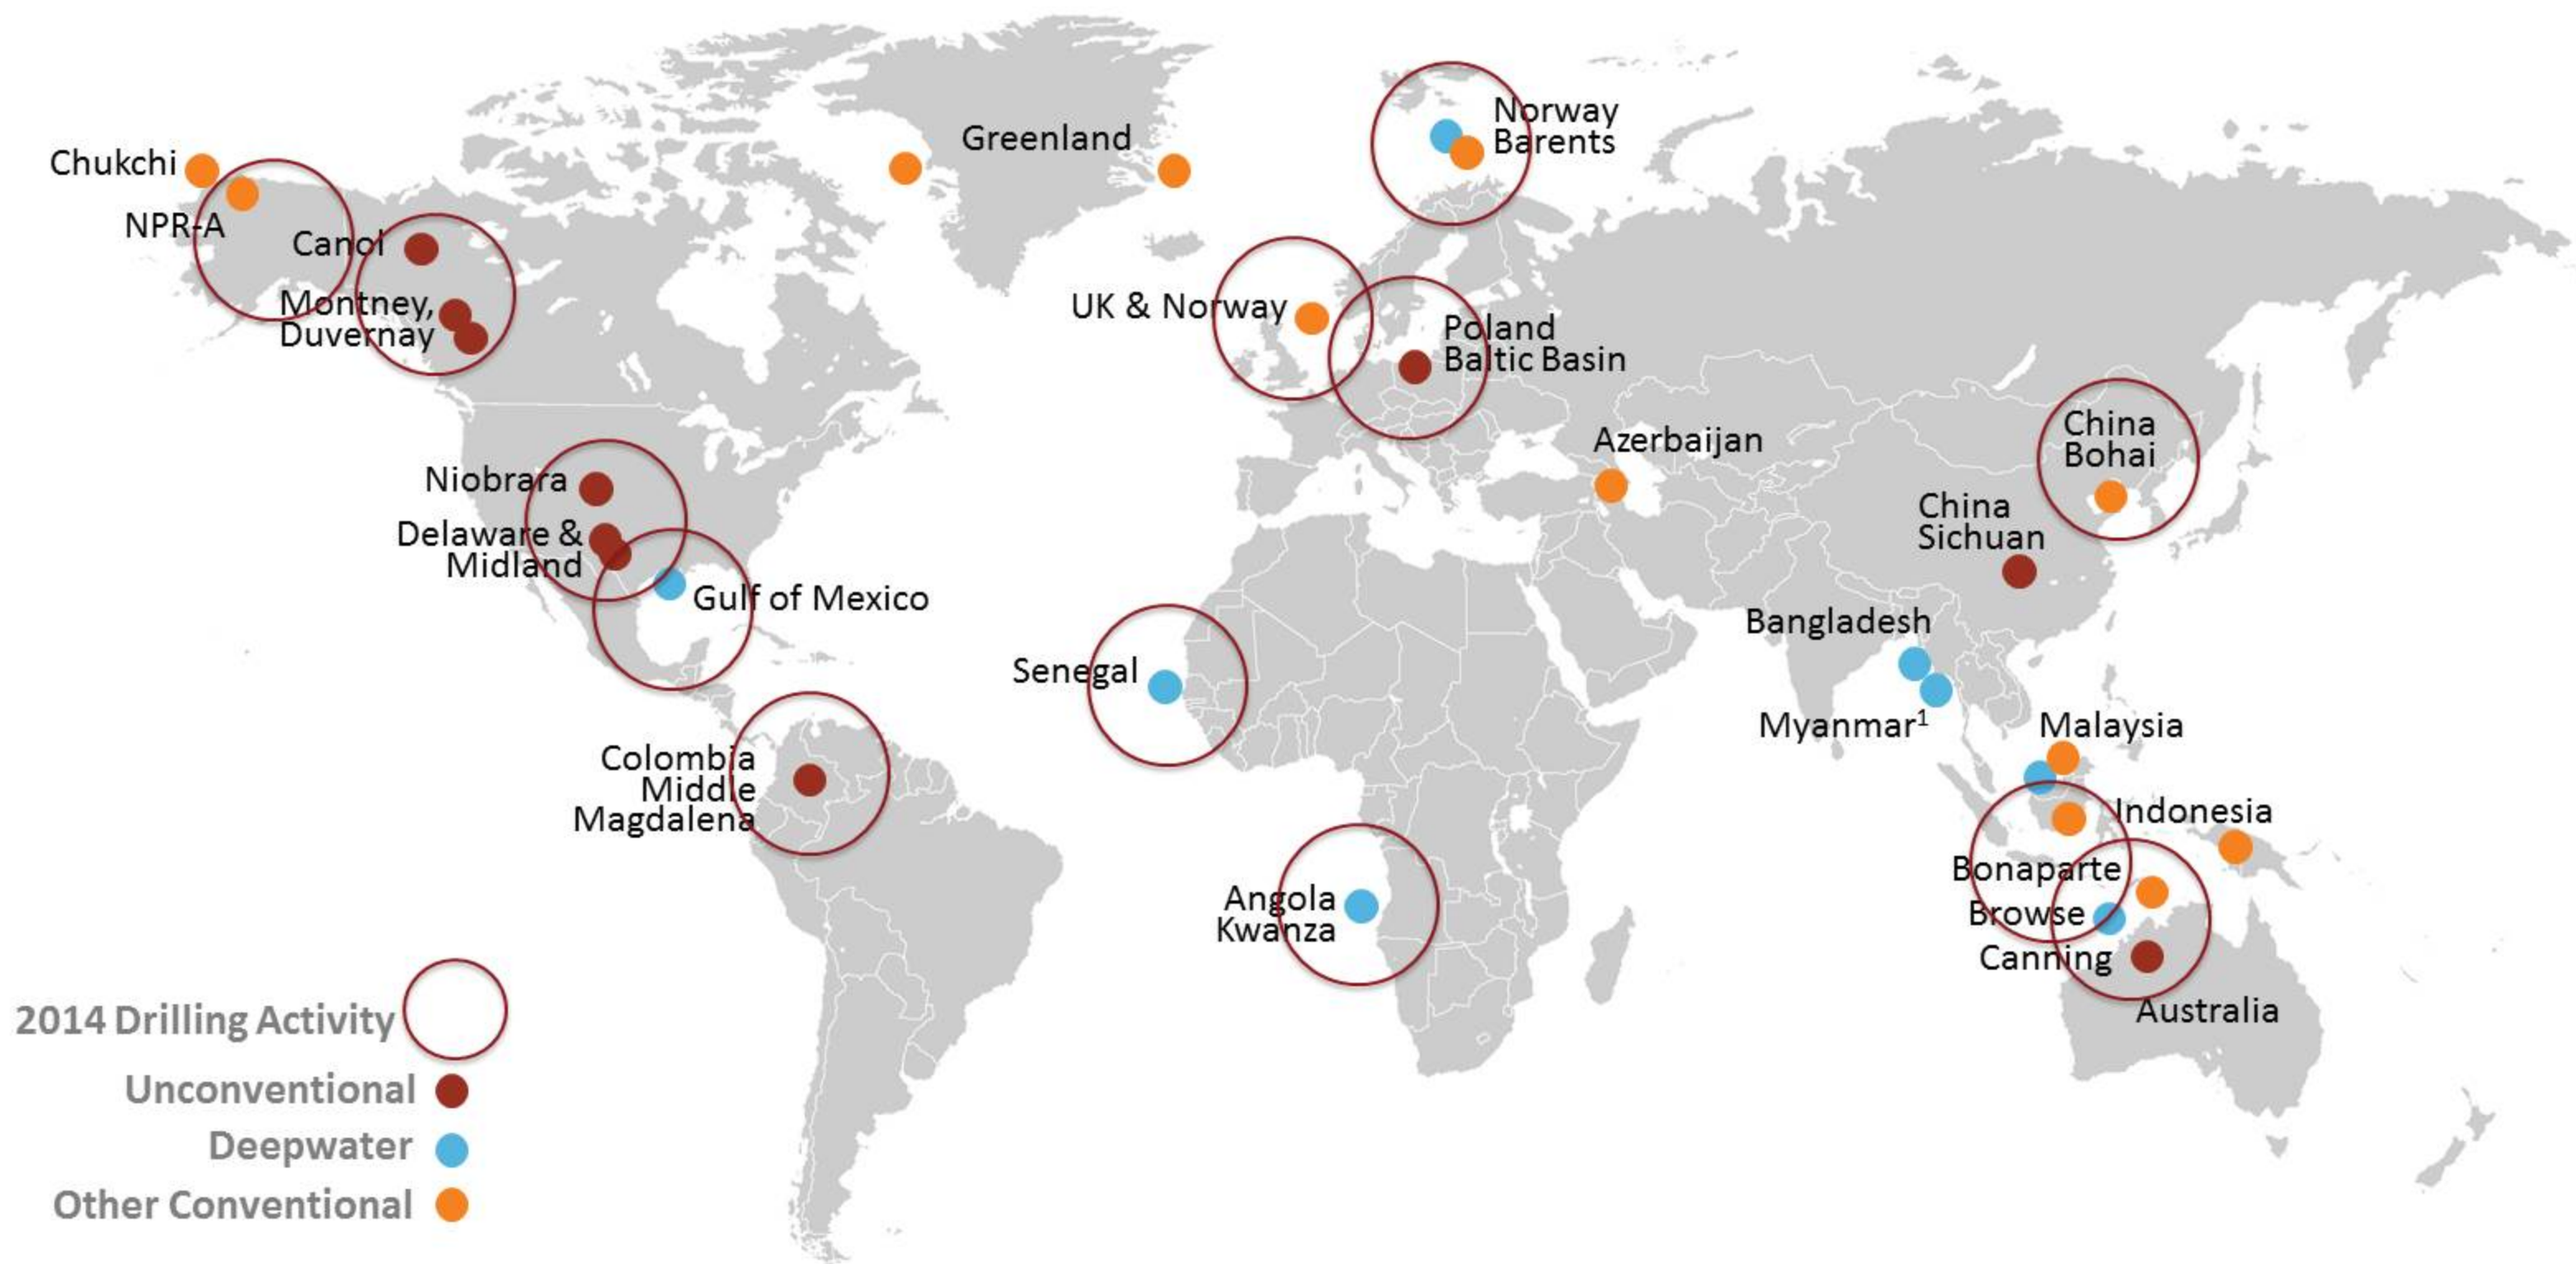 Greenland
Norway
Barents
Chukchi
NPR-A
Canol
Montney,
Duvernay
UK & Norway
Poland
Baltic Basin
Azerbaijan
China
Bohai
China
Sichuan
Niobrara
Delaware &
Midland
Gulf of Mexico
Bangladesh
Senegal
Myanmar¹
Malaysia
Colombia
Middle
Magdalena
Indonesia
Bonaparte
Browse
Canning
Australia
Angola
Kwanza
2014 Drilling Activity
Unconventional
Deepwater
Other Conventional